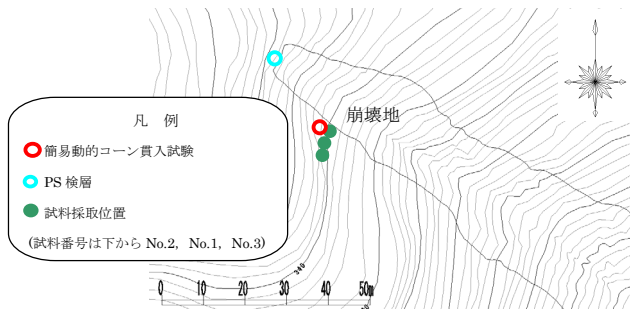 崩壊地
凡 例
簡易動的コーン貫入試験
PS 検層
試料採取位置
(試料番号は下から No.2, No.1, No.3)
340
0 10 20 30 40 50m